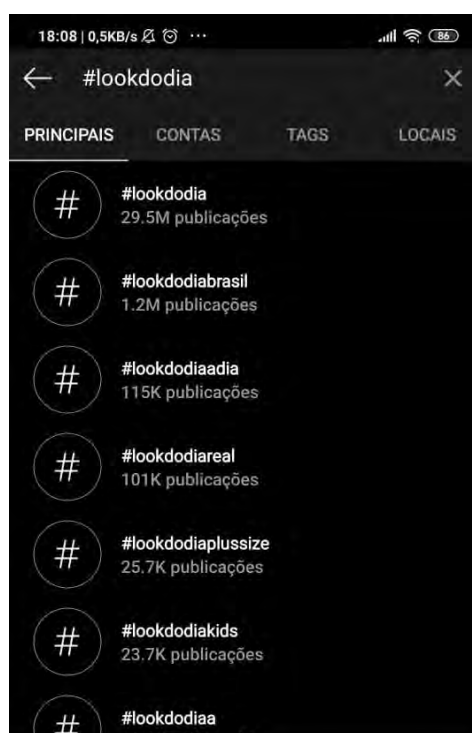 18:08 | 0,5KB/s ··· 86
#lookdodia
PRINCIPAIS CONTAS TAGS LOCAIS
# #lookdodia
29.5M publicações
# #lookdodiabrasil
1.2M publicações
# #lookdodiaadia
115K publicações
# #lookdodiareal
101K publicações
# #lookdodiaplussize
25.7K publicações
# #lookdodiakids
23.7K publicações
# #lookdodiaa